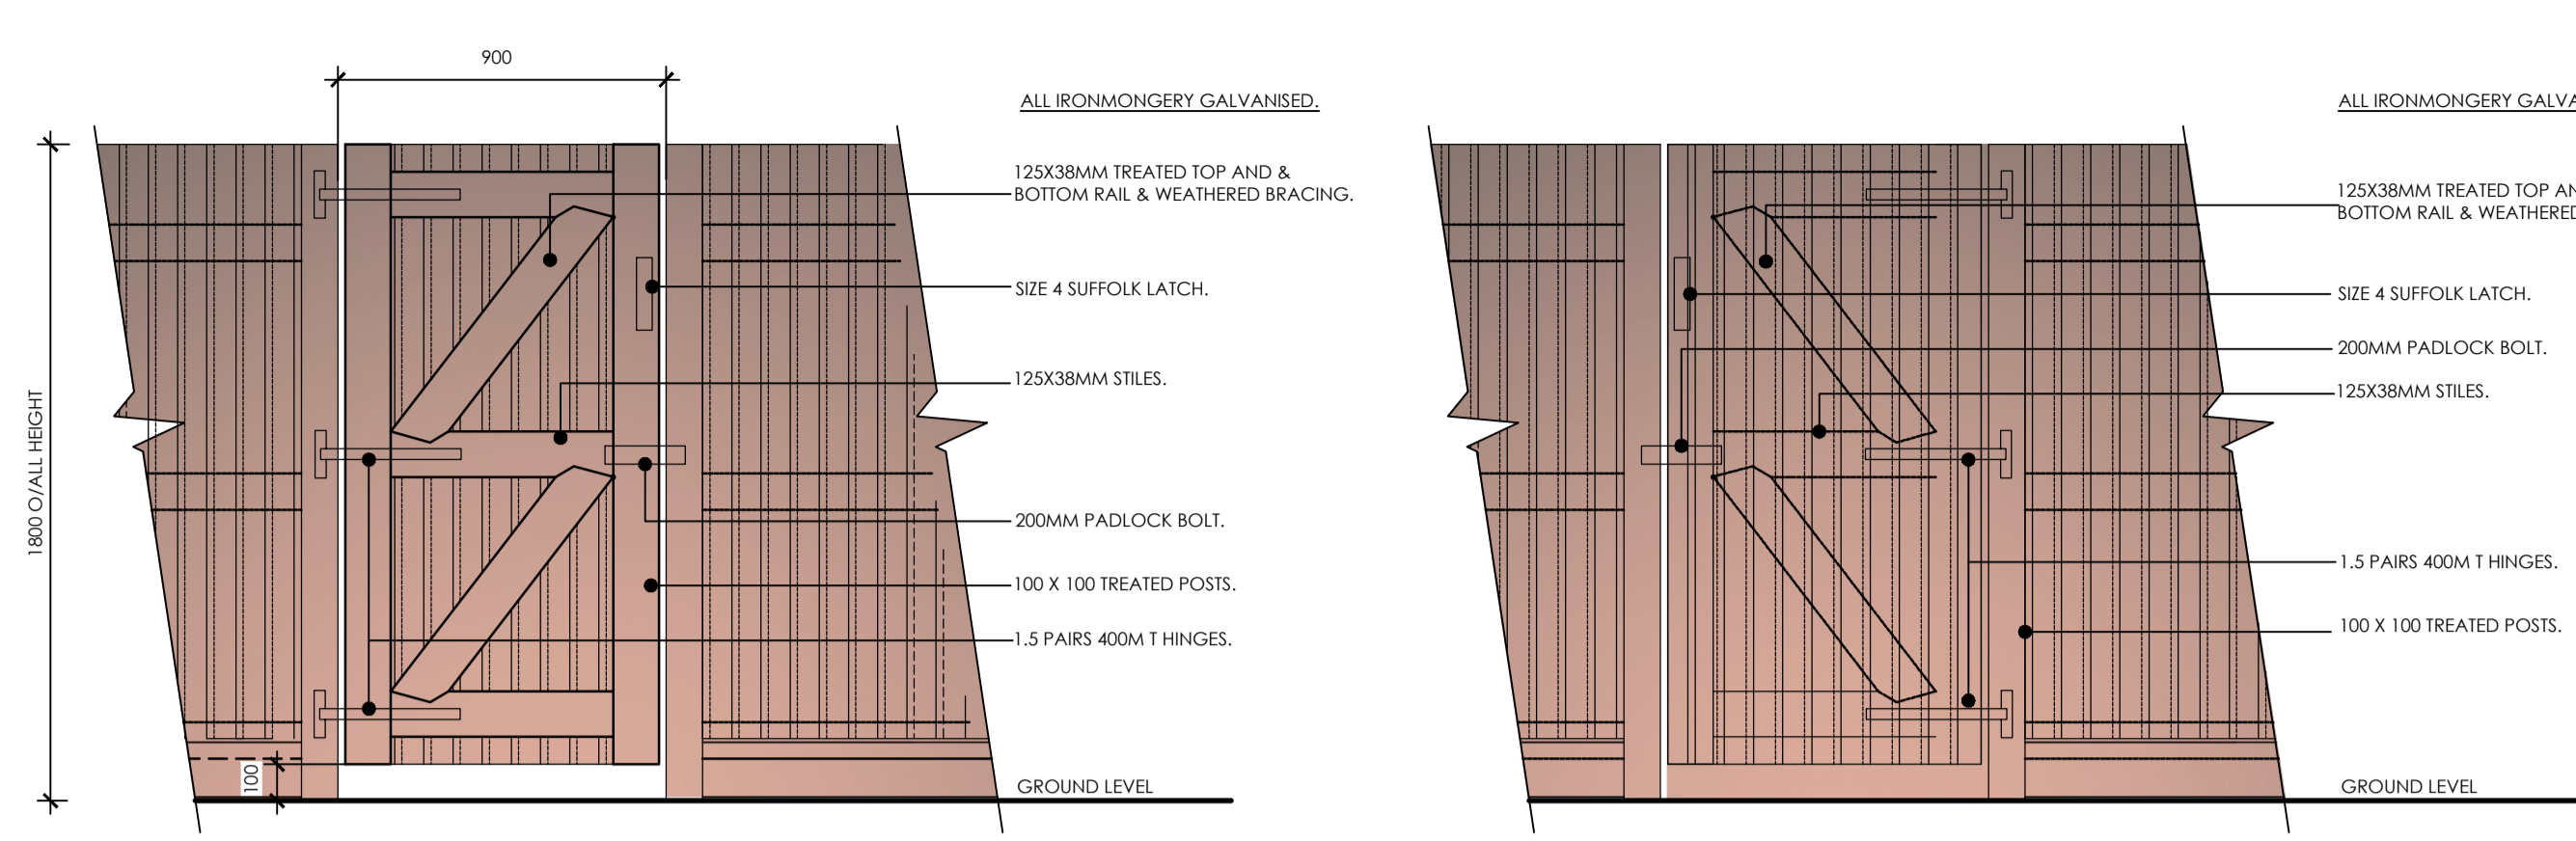 900
ALL IRONMONGERY GALVANISED.
125X38MM TREATED TOP AND &
BOTTOM RAIL & WEATHERED BRACING.
SIZE 4 SUFFOLK LATCH.
125X38MM STILES.
200MM PADLOCK BOLT.
100 X 100 TREATED POSTS.
1.5 PAIRS 400M T HINGES.
GROUND LEVEL
1800 O/ALL HEIGHT
100
ALL IRONMONGERY GALVA
125X38MM TREATED TOP AN
BOTTOM RAIL & WEATHERED
SIZE 4 SUFFOLK LATCH.
200MM PADLOCK BOLT.
125X38MM STILES.
1.5 PAIRS 400M T HINGES.
100 X 100 TREATED POSTS.
GROUND LEVEL